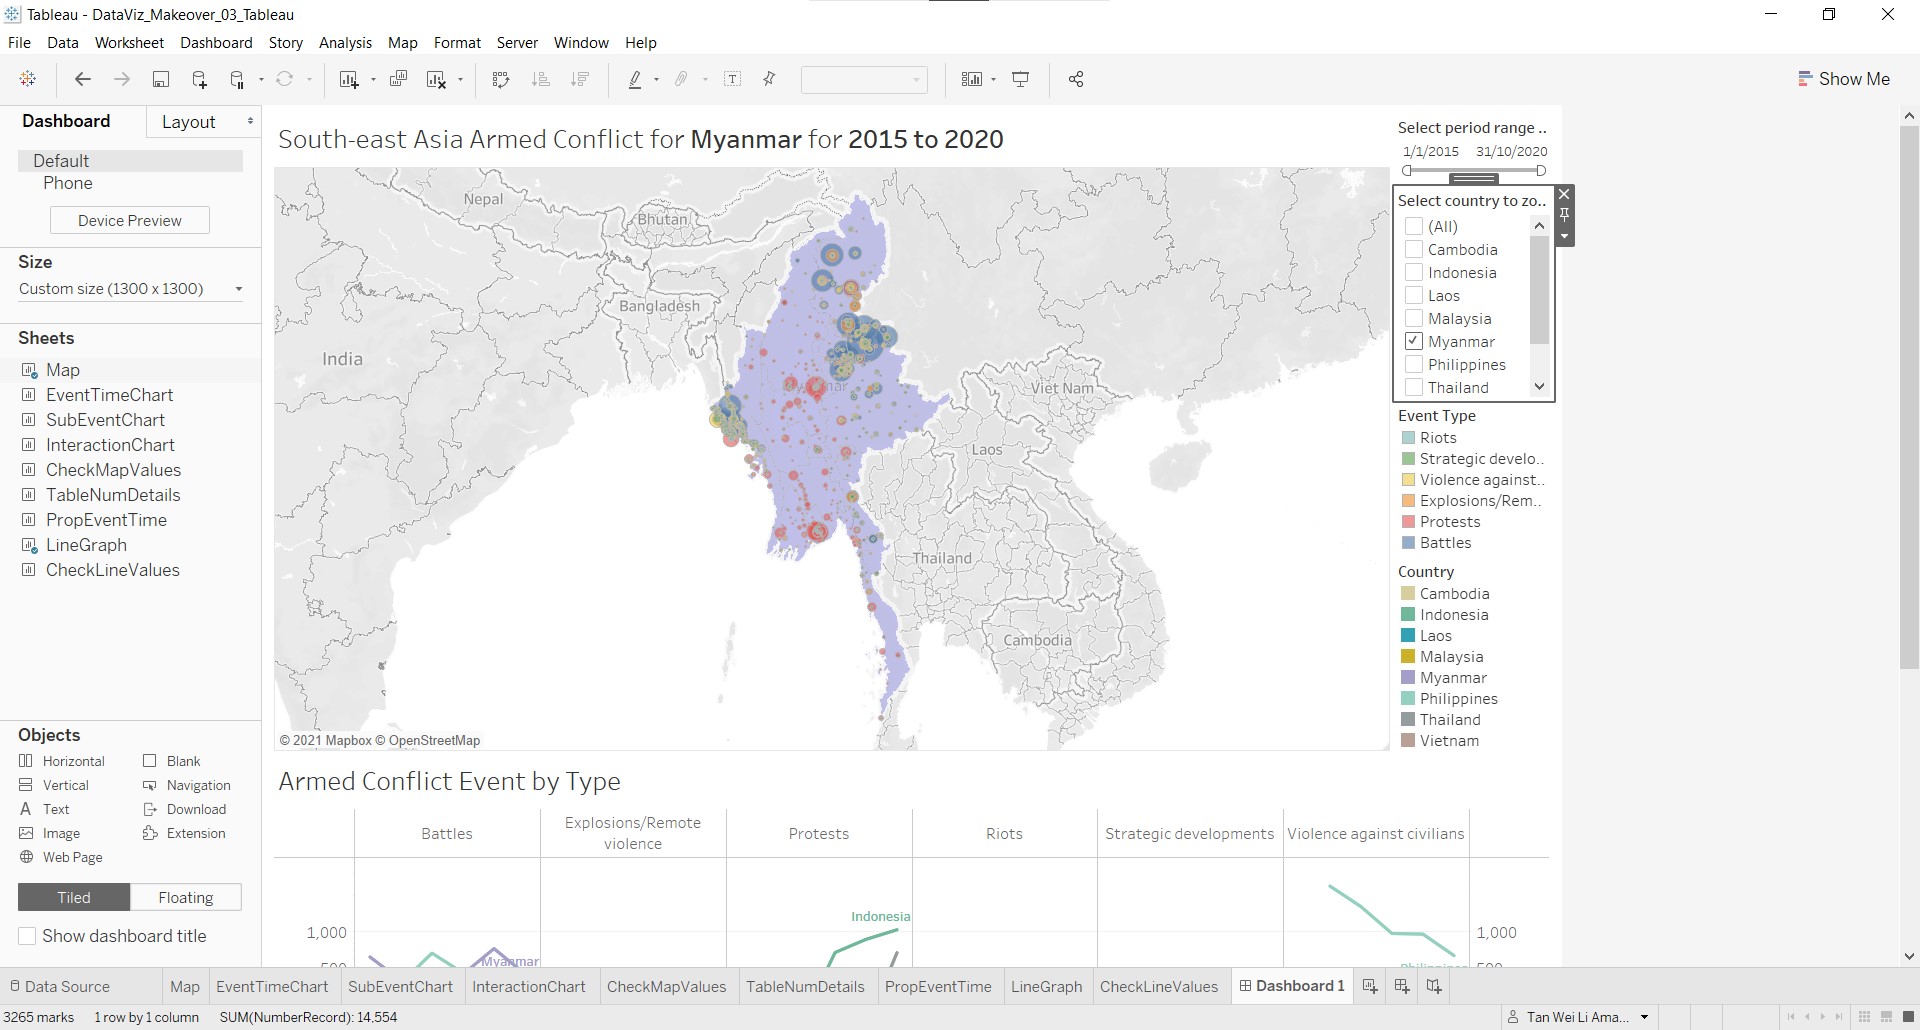 Tableau - DataViz_Makeover_03_Tableau
File Data Worksheet Dashboard Story Analysis Map Format Server Window Help
Show Me
Dashboard Layout
Default
Phone
Device Preview
Size
Custom size (1300 x 1300)
Sheets
Map
EventTimeChart
SubEventChart
InteractionChart
CheckMapValues
TableNumDetails
PropEventTime
LineGraph
CheckLineValues
Objects
Horizontal Blank
Vertical Navigation
Text Download
Image Extension
Web Page
Tiled Floating
Show dashboard title
South-east Asia Armed Conflict for Myanmar for 2015 to 2020
Nepal
Bhutan
Bangladesh
India
Viet Nam
Laos
Thailand
Cambodia
© 2021 Mapbox © OpenStreetMap
Select period range ..
1/1/2015 31/10/2020
Select country to zo..
(All)
Cambodia
Indonesia
Laos
Malaysia
Myanmar
Philippines
Thailand
Event Type
Riots
Strategic develo..
Violence against..
Explosions/Rem..
Protests
Battles
Country
Cambodia
Indonesia
Laos
Malaysia
Myanmar
Philippines
Thailand
Vietnam
Armed Conflict Event by Type
Battles
Explosions/Remote
violence
Protests
Riots
Strategic developments
Violence against civilians
Indonesia
1,000 1,000
Myanmar
Data Source Map EventTimeChart SubEventChart InteractionChart CheckMapValues TableNumDetails PropEventTime LineGraph CheckLineValues Dashboard 1
3265 marks 1 row by 1 column SUM(NumberRecord): 14,554 Tan Wei Li Ama...